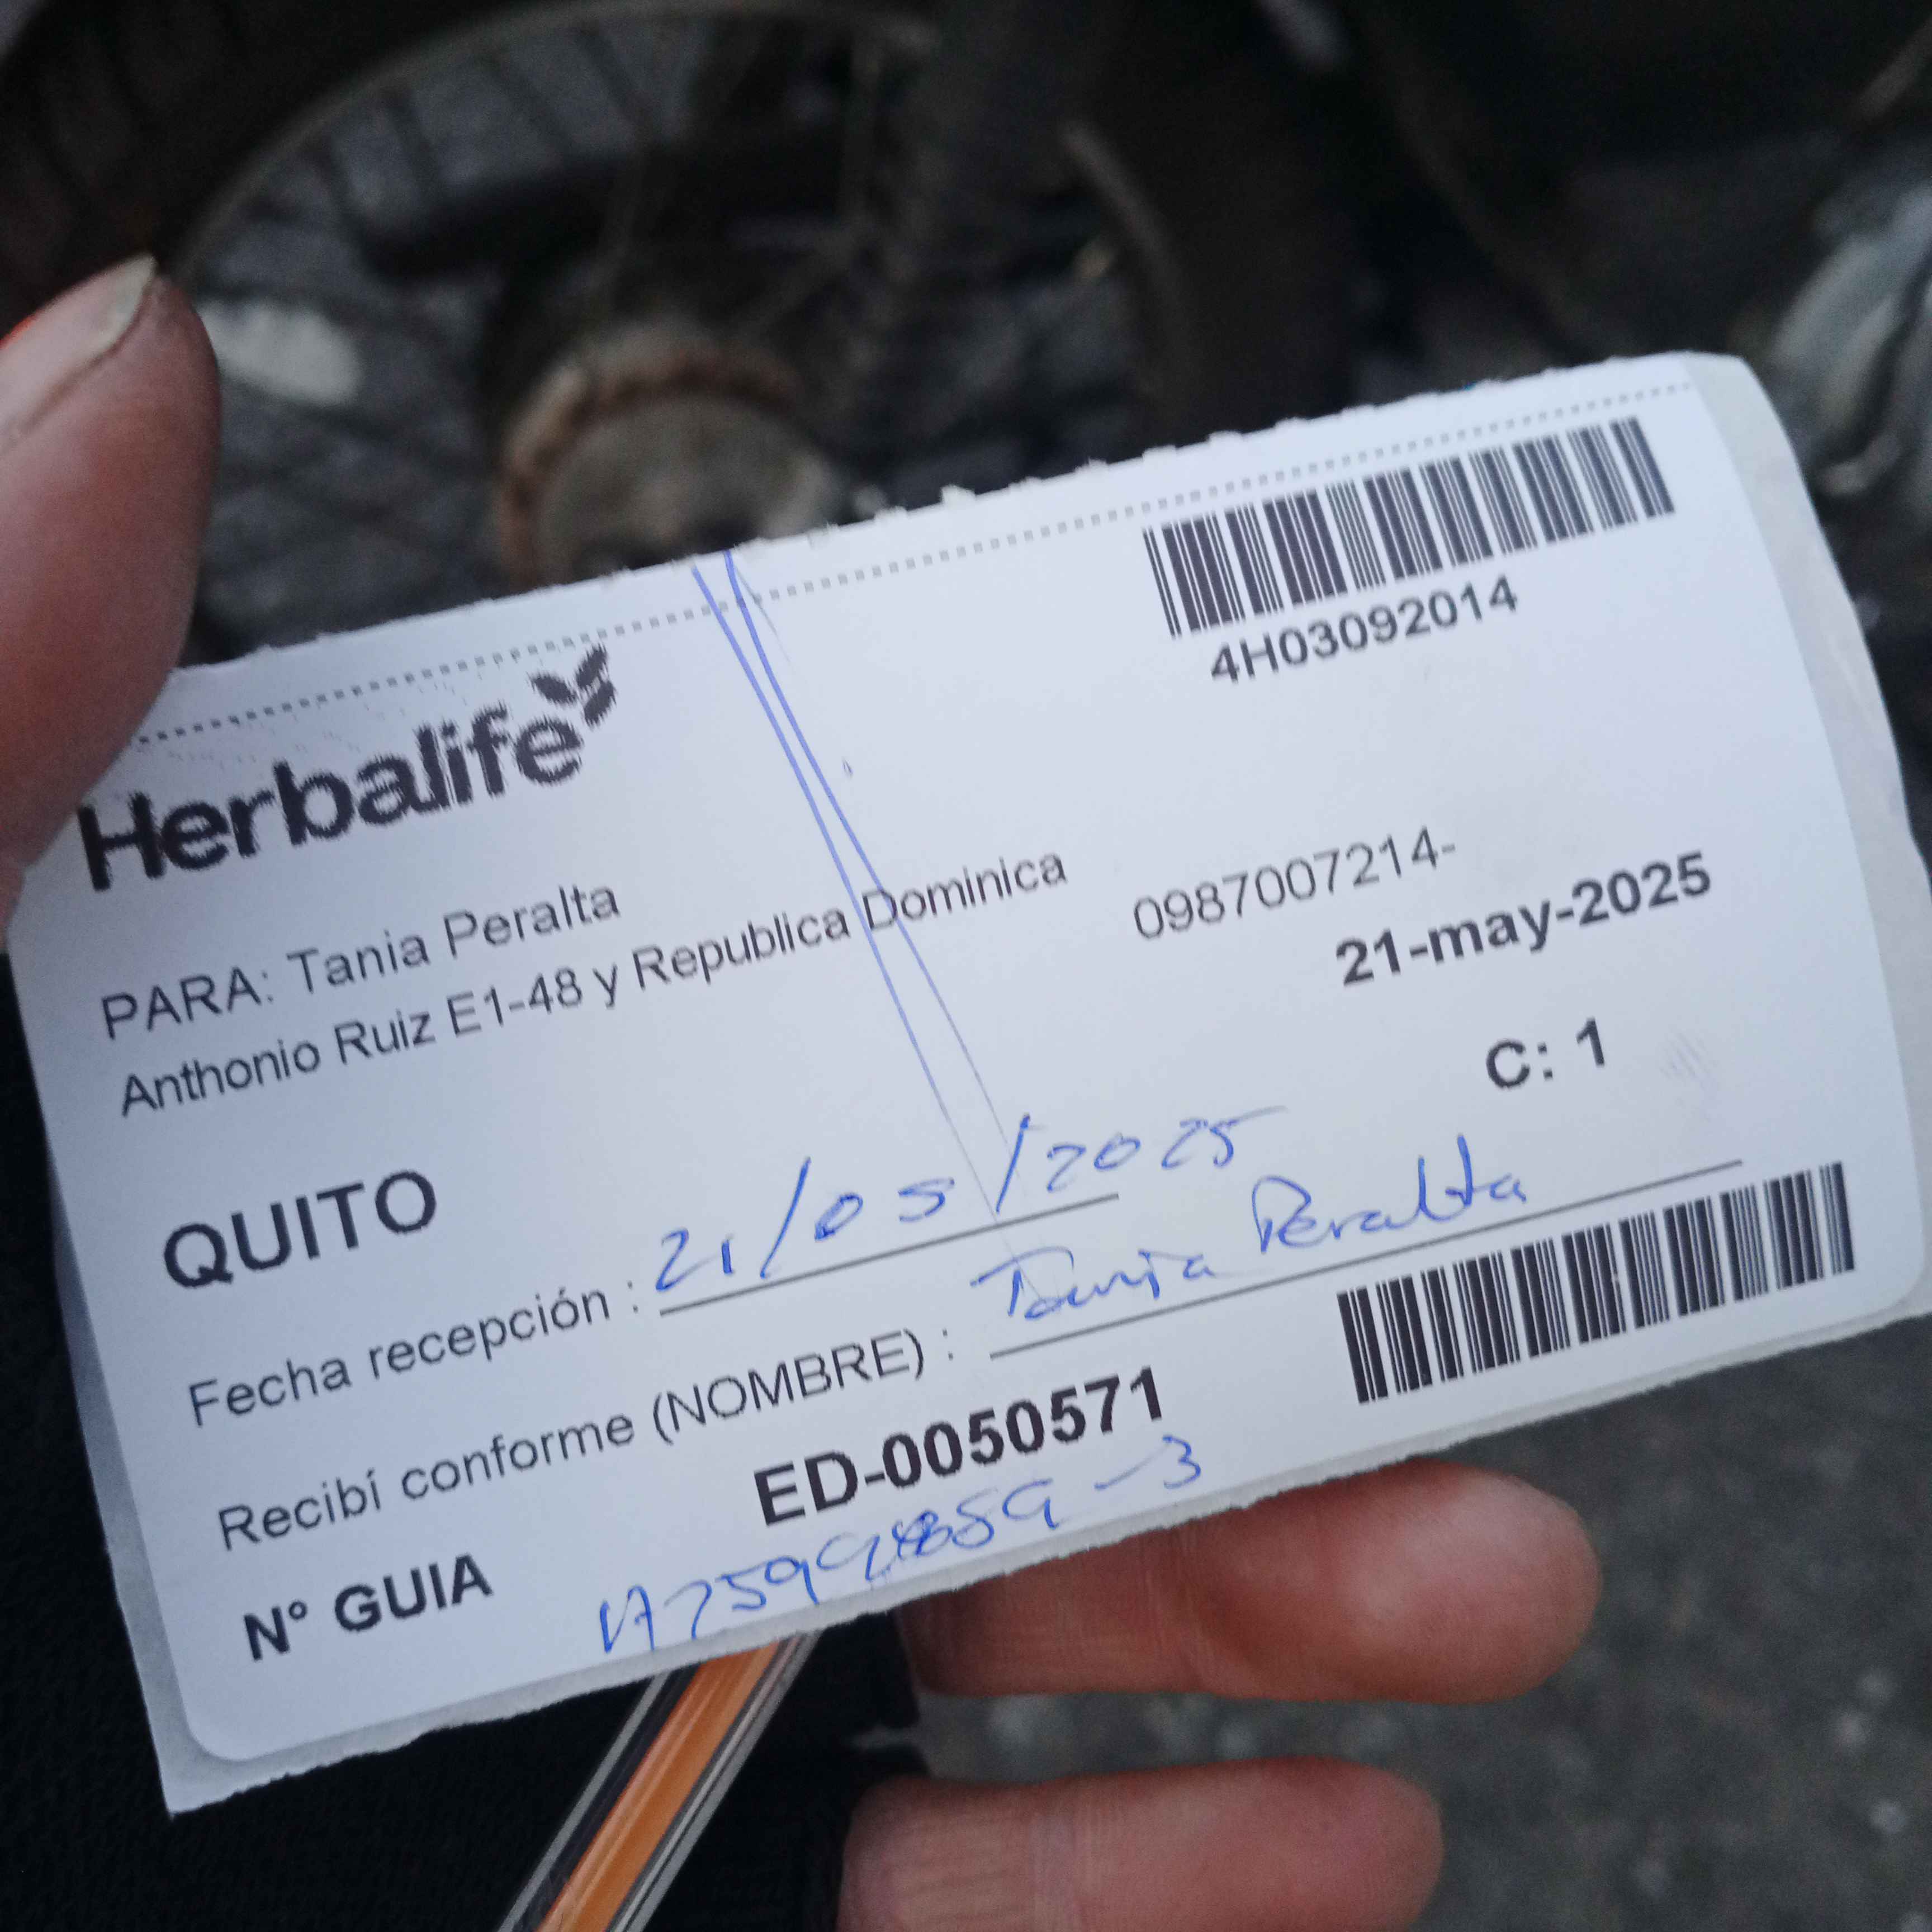 4H03092014
Herbalife
PARA: Tania Peralta
Anthonio Ruiz E1-48 y Republica Dominica 0987007214-
21-may-2025
C: 1
QUITO
Fecha recepción : 21/05/2025
Recibí conforme (NOMBRE) : Tania Peralta
N° GUIA ED-0050571